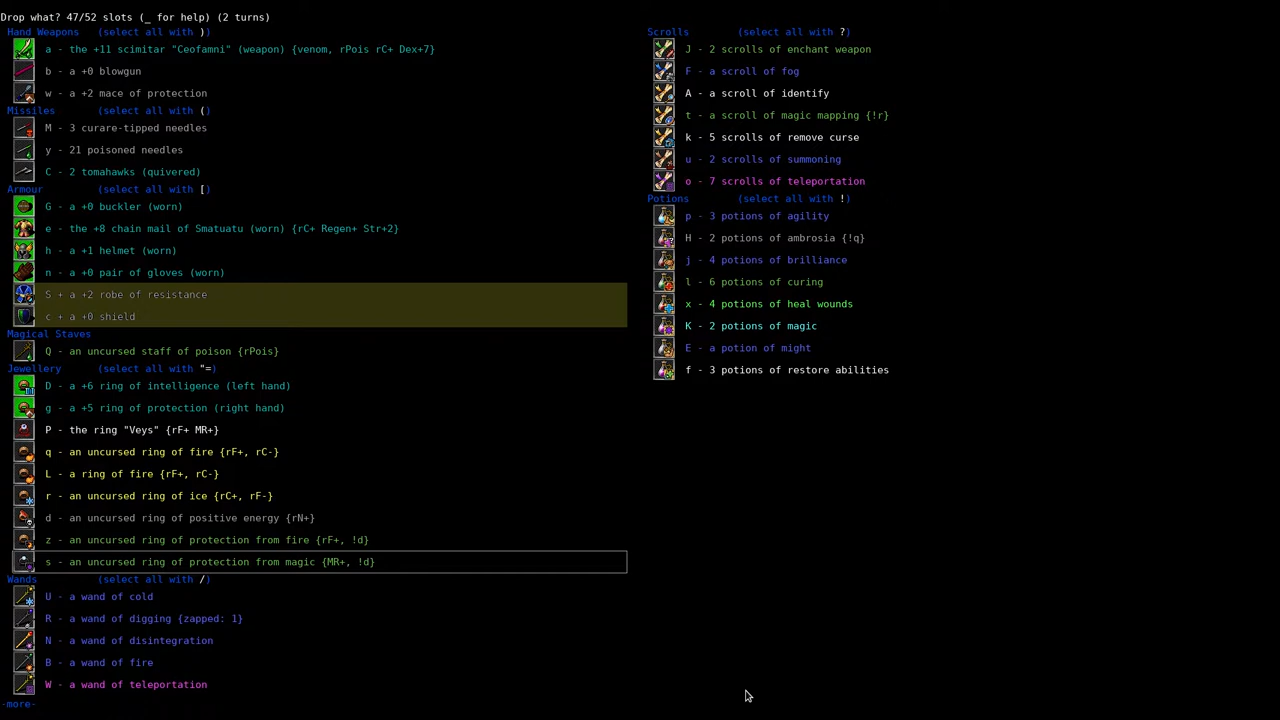 Drop what? 47/52 slots (_ for help) (2 turns)
Hand Weapons (select all with ))
a - the +11 scimitar "Ceofamni" (weapon) {venom, rPois rC+ Dex+7}
b - a +0 blowgun
w - a +2 mace of protection
Missiles (select all with ()
M - 3 curare-tipped needles
y - 21 poisoned needles
C - 2 tomahawks (quivered)
Armour (select all with [)
G - a +0 buckler (worn)
e - the +8 chain mail of Smatuatu (worn) {rC+ Regen+ Str+2}
h - a +1 helmet (worn)
n - a +0 pair of gloves (worn)
S + a +2 robe of resistance
c + a +0 shield
Magical Staves
Q - an uncursed staff of poison {rPois}
Jewellery (select all with "=)
D - a +6 ring of intelligence (left hand)
g - a +5 ring of protection (right hand)
P - the ring "Veys" {rF+ MR+}
q - an uncursed ring of fire {rF+, rC-}
L - a ring of fire {rF+, rC-}
r - an uncursed ring of ice {rC+, rF-}
d - an uncursed ring of positive energy {rN+}
z - an uncursed ring of protection from fire {rF+, !d}
s - an uncursed ring of protection from magic {MR+, !d}
Wands (select all with /)
U - a wand of cold
R - a wand of digging {zapped: 1}
N - a wand of disintegration
B - a wand of fire
W - a wand of teleportation
-more-
Scrolls (select all with ?)
J - 2 scrolls of enchant weapon
F - a scroll of fog
A - a scroll of identify
t - a scroll of magic mapping {!r}
k - 5 scrolls of remove curse
u - 2 scrolls of summoning
o - 7 scrolls of teleportation
Potions (select all with !)
p - 3 potions of agility
H - 2 potions of ambrosia {!q}
j - 4 potions of brilliance
l - 6 potions of curing
x - 4 potions of heal wounds
K - 2 potions of magic
E - a potion of might
f - 3 potions of restore abilities